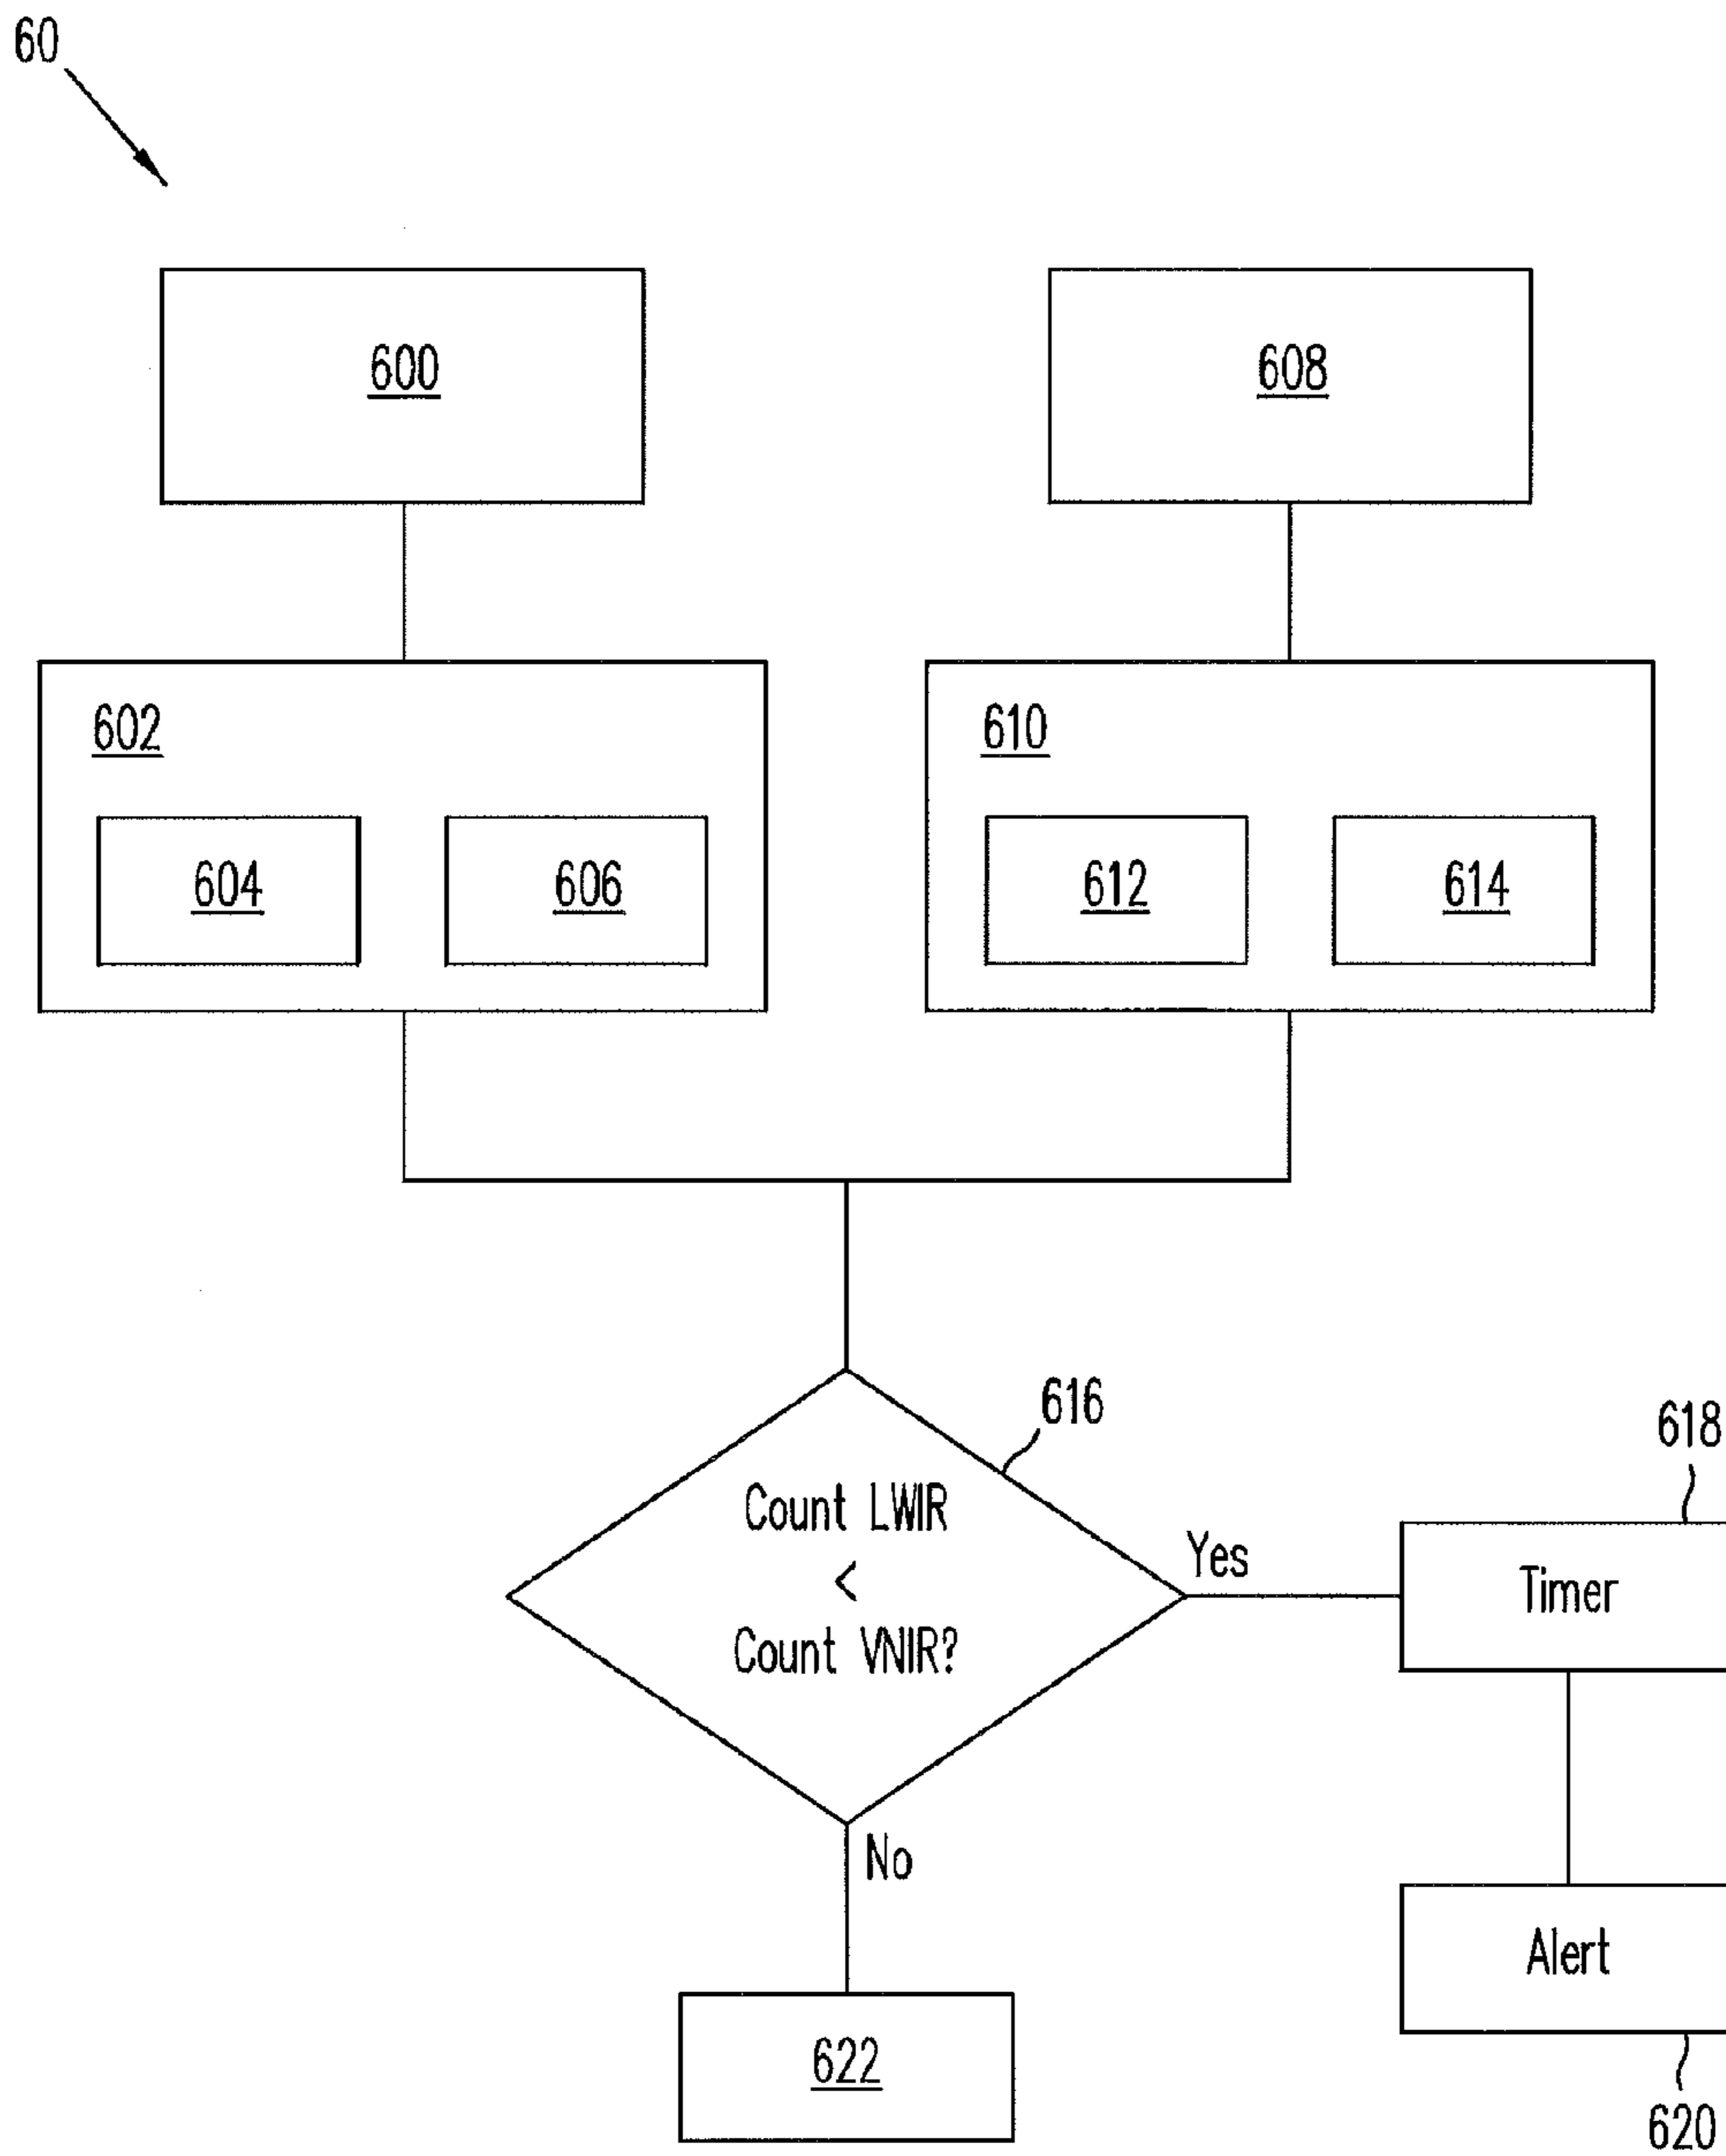 60
600
608
602
610
604
606
612
614
616
618
Count LWIR
<
Count VNIR?
Yes
Timer
No
Alert
622
620